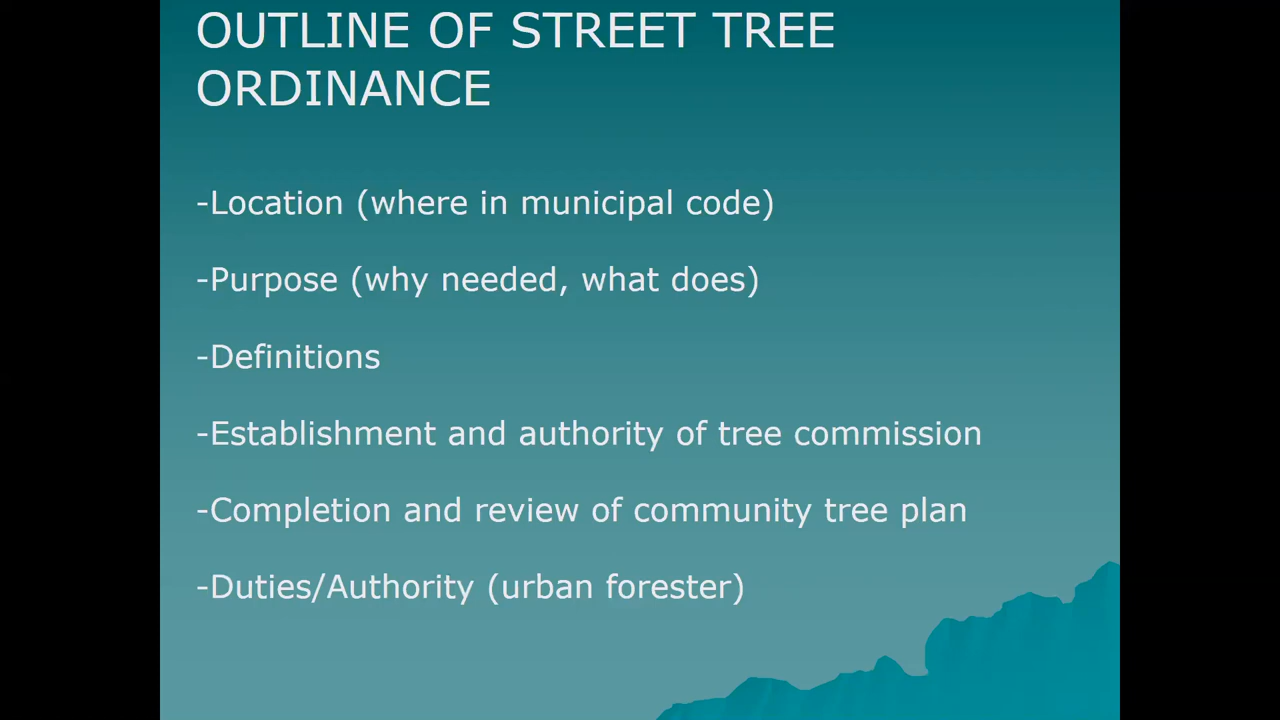 OUTLINE OF STREET TREE
ORDINANCE
-Location (where in municipal code)
-Purpose (why needed, what does)
-Definitions
-Establishment and authority of tree commission
-Completion and review of community tree plan
-Duties/Authority (urban forester)